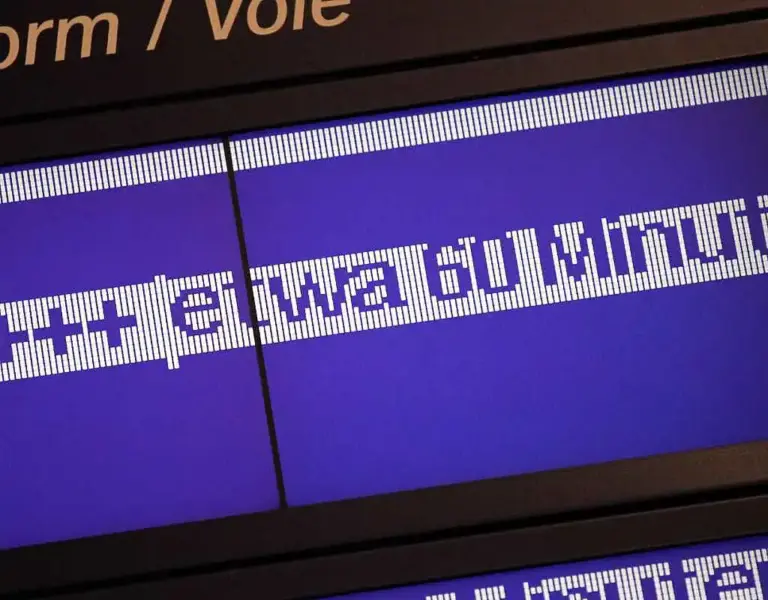 orm / Voie
+++ etwa 60 Minut